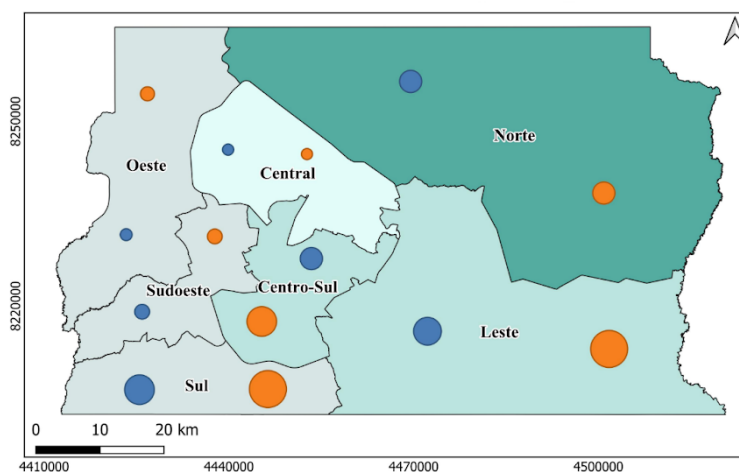 Norte
Oeste
Central
Sudoeste
Centro-Sul
Leste
Sul
0 10 20 km
8250000
8220000
4410000 4440000 4470000 4500000